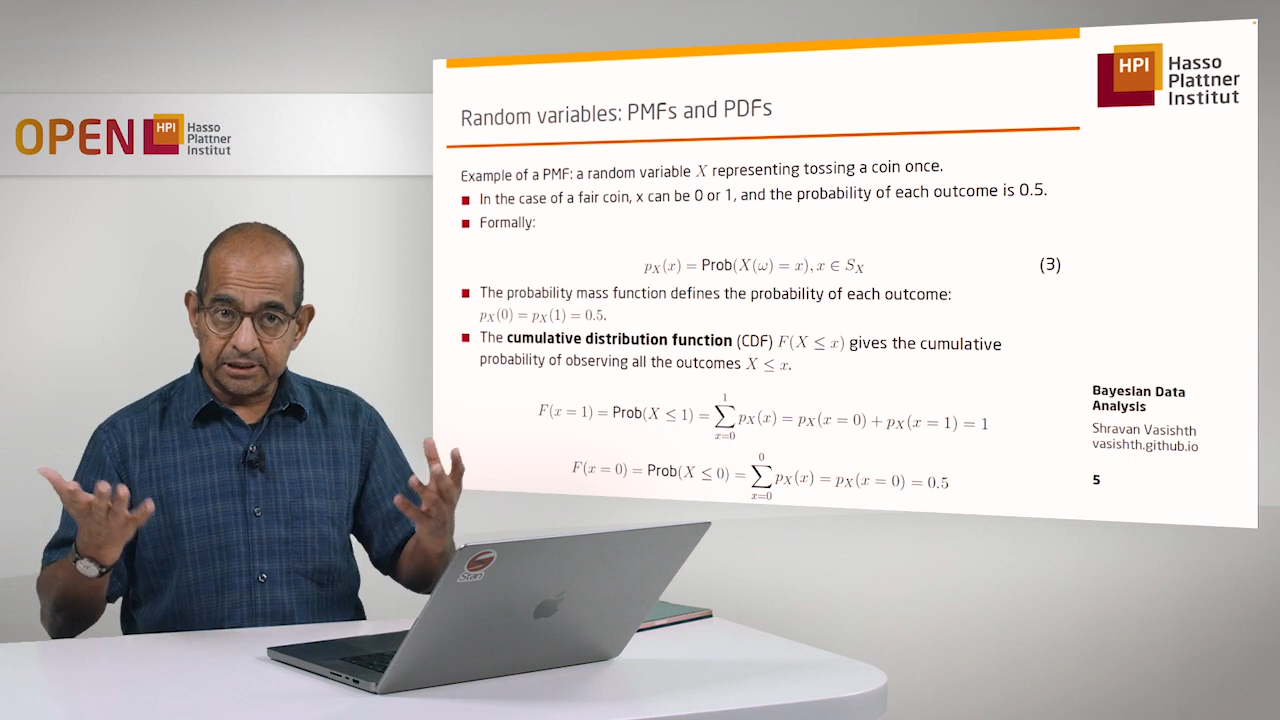 OPEN HPI Hasso
Plattner
Institut
HPI Hasso
Plattner
Institut
Random variables: PMFs and PDFs
Example of a PMF: a random variable X representing tossing a coin once.
■ In the case of a fair coin, x can be 0 or 1, and the probability of each outcome is 0.5.
■ Formally:
p_X(x) = Prob(X(ω) = x), x ∈ S_X (3)
■ The probability mass function defines the probability of each outcome:
p_X(0) = p_X(1) = 0.5.
■ The cumulative distribution function (CDF) F(X ≤ x) gives the cumulative
probability of observing all the outcomes X ≤ x.
F(x = 1) = Prob(X ≤ 1) = ∑_{x=0}^{1} p_X(x) = p_X(x = 0) + p_X(x = 1) = 1
F(x = 0) = Prob(X ≤ 0) = ∑_{x=0}^{0} p_X(x) = p_X(x = 0) = 0.5
Bayesian Data
Analysis
Shravan Vasishth
vasishth.github.io
5
Stan